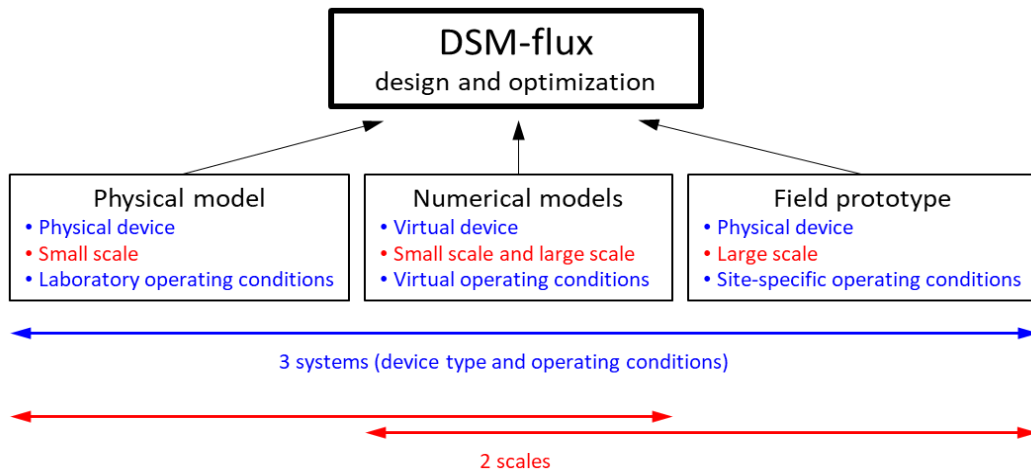 DSM-flux
design and optimization
Physical model
• Physical device
• Small scale
• Laboratory operating conditions
Numerical models
• Virtual device
• Small scale and large scale
• Virtual operating conditions
Field prototype
• Physical device
• Large scale
• Site-specific operating conditions
3 systems (device type and operating conditions)
2 scales